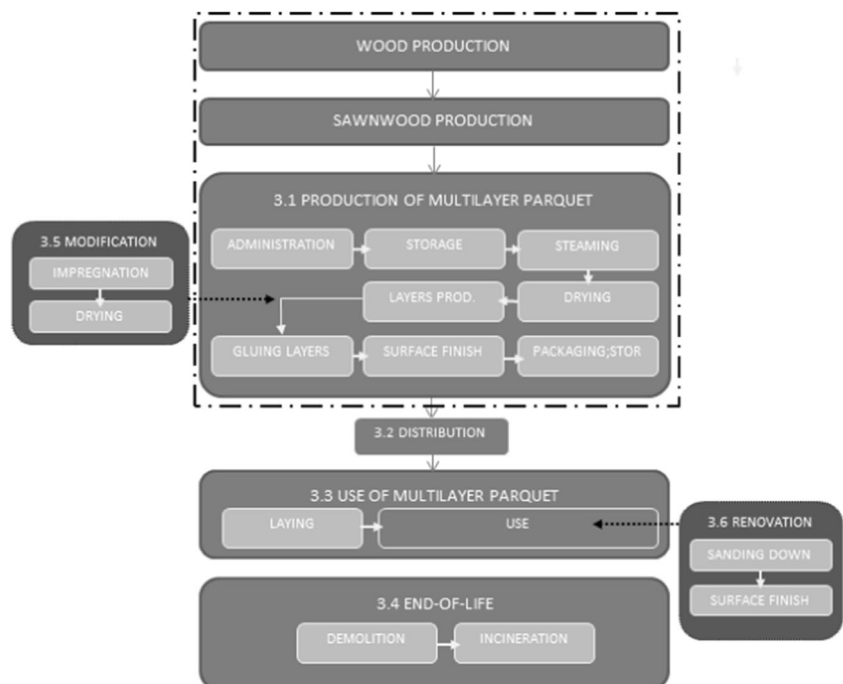 WOOD PRODUCTION
SAWNWOOD PRODUCTION
3.1 PRODUCTION OF MULTILAYER PARQUET
ADMINISTRATION
STORAGE
STEAMING
LAYERS PROD.
DRYING
GLUING LAYERS
SURFACE FINISH
PACKAGING;STOR
3.5 MODIFICATION
IMPREGNATION
DRYING
3.2 DISTRIBUTION
3.3 USE OF MULTILAYER PARQUET
LAYING
USE
3.6 RENOVATION
SANDING DOWN
SURFACE FINISH
3.4 END-OF-LIFE
DEMOLITION
INCINERATION